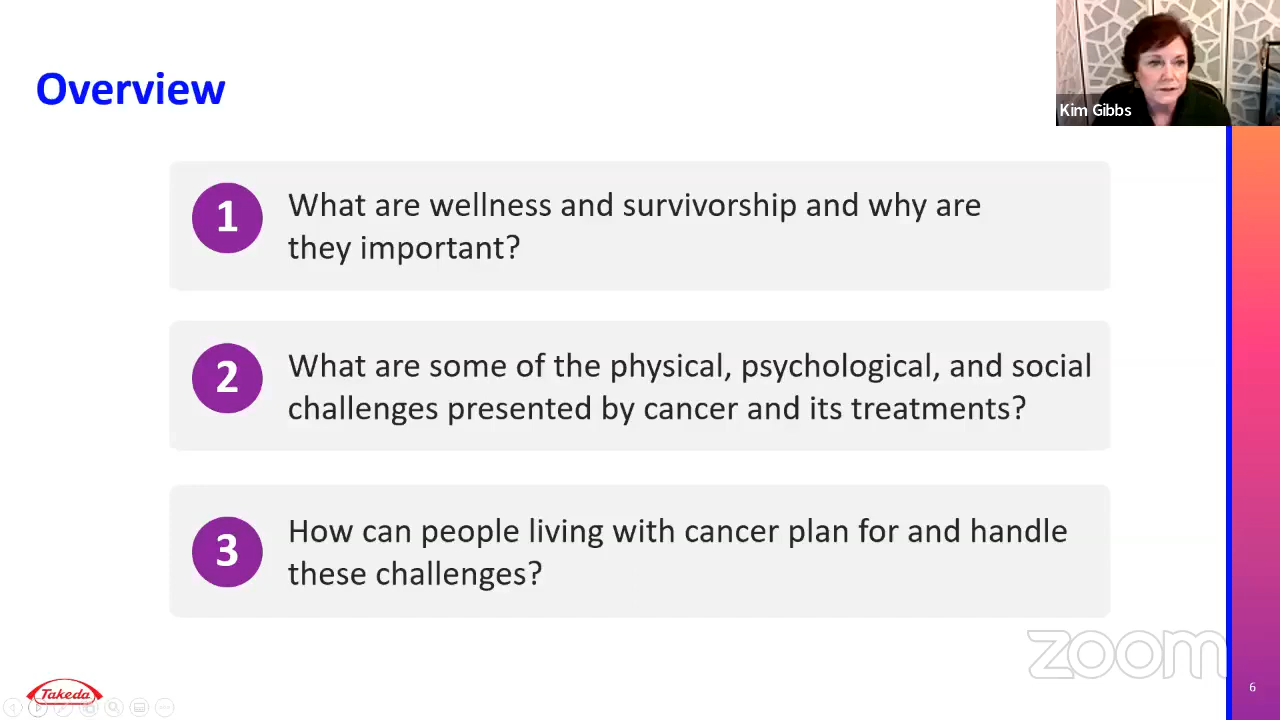 Overview
Kim Gibbs
1
What are wellness and survivorship and why are
they important?
2
What are some of the physical, psychological, and social
challenges presented by cancer and its treatments?
3
How can people living with cancer plan for and handle
these challenges?
zoom
Takeda
6